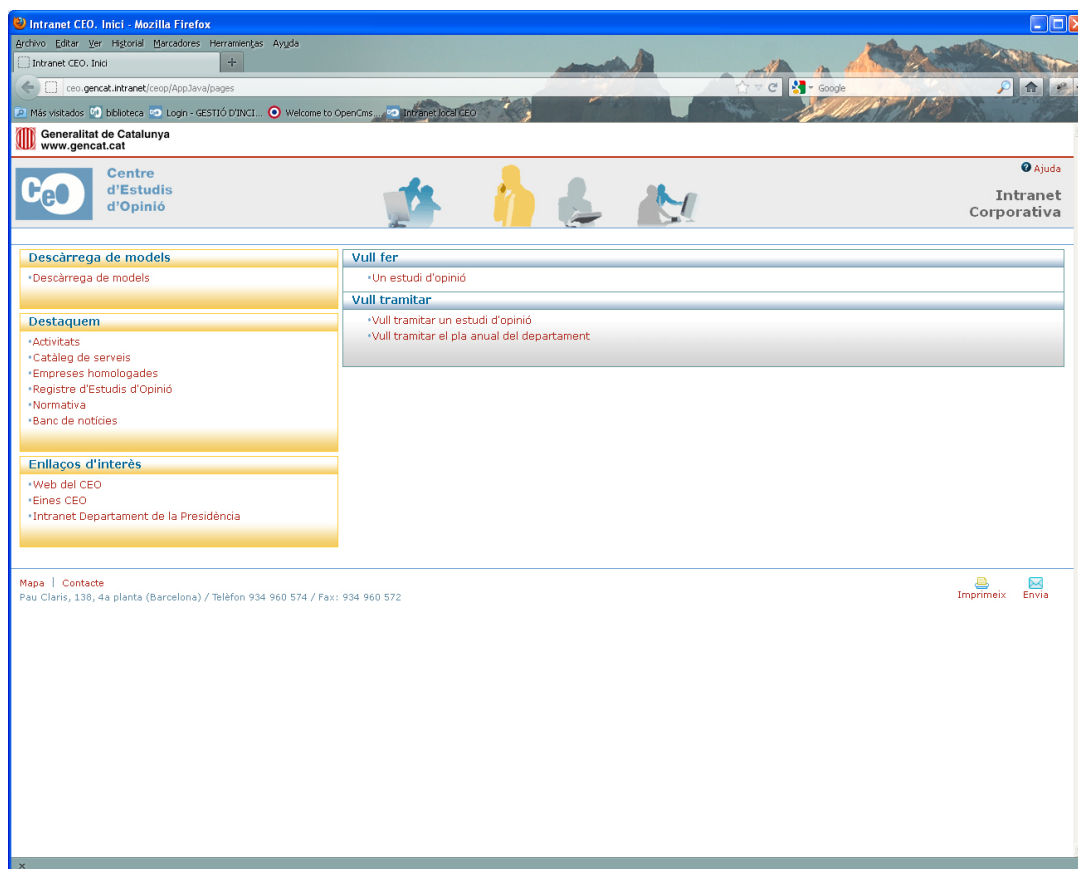 Intranet CEO. Inici - Mozilla Firefox
Archivo Editar Ver Historial Marcadores Herramientas Ayuda
Intranet CEO. Inici
ceo.gencat.intranet/ceop/AppJava/pages
Google
Más visitados biblioteca Login - GESTIÓ D'INCI... Welcome to OpenCms... Intranet local CEO
Generalitat de Catalunya
www.gencat.cat
CeO
Centre
d'Estudis
d'Opinió
Ajuda
Intranet
Corporativa
Descàrrega de models
Descàrrega de models
Destaquem
Activitats
Catàleg de serveis
Empreses homologades
Registre d'Estudis d'Opinió
Normativa
Banc de notícies
Enllaços d'interès
Web del CEO
Eines CEO
Intranet Departament de la Presidència
Vull fer
Un estudi d'opinió
Vull tramitar
Vull tramitar un estudi d'opinió
Vull tramitar el pla anual del departament
Mapa | Contacte
Pau Claris, 138, 4a planta (Barcelona) / Telèfon 934 960 574 / Fax: 934 960 572
Imprimeix Envia